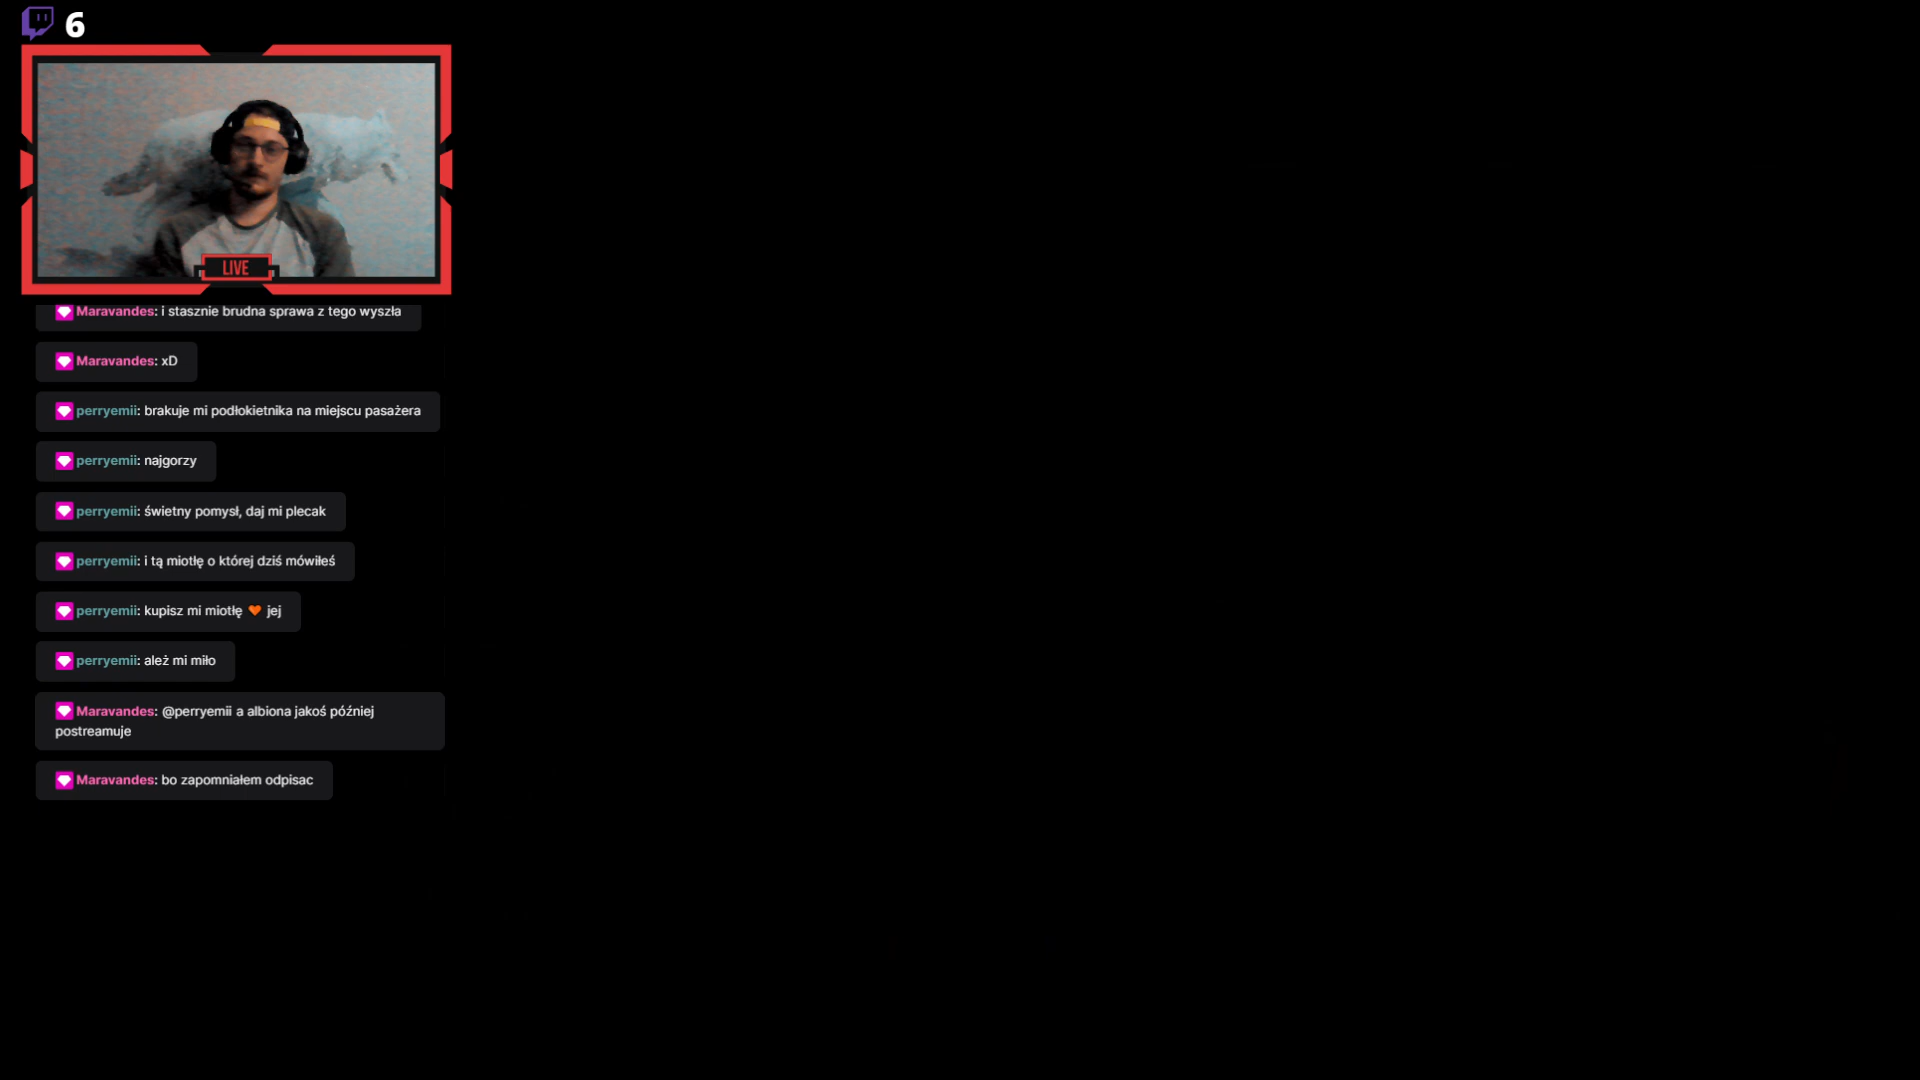 6
LIVE
Maravandes: i stasznie brudna sprawa z tego wyszła
Maravandes: xD
perryemii: brakuje mi podłokietnika na miejscu pasażera
perryemii: najgorzy
perryemii: świetny pomysł, daj mi plecak
perryemii: i tą miotłę o której dziś mówiłeś
perryemii: kupisz mi miotłę 🧡 jej
perryemii: ależ mi miło
Maravandes: @perryemii a albiona jakoś później
postreamuje
Maravandes: bo zapomniałem odpisac